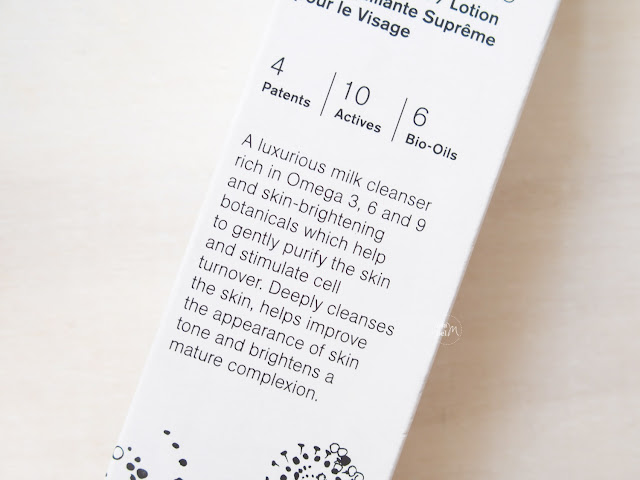 Lotion
Suprême
pour le Visage
4
Patents
10
Actives
6
Bio-Oils
A luxurious milk cleanser
rich in Omega 3, 6 and 9
and skin-brightening
botanicals which help
to gently purify the skin
and stimulate cell
turnover. Deeply cleanses
the skin, helps improve
the appearance of skin
tone and brightens a
mature complexion.